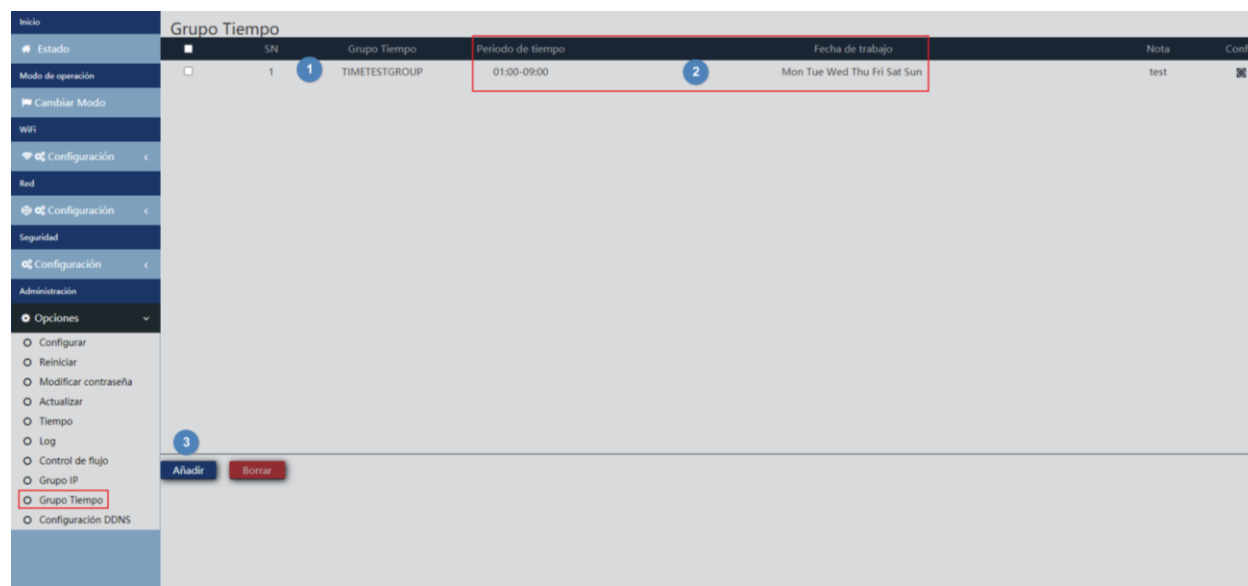 Inicio
Estado
Modo de operación
Cambiar Modo
WiFi
Configuración
Red
Configuración
Seguridad
Configuración
Administración
Opciones
Configurar
Reiniciar
Modificar contraseña
Actualizar
Tiempo
Log
Control de flujo
Grupo IP
Grupo Tiempo
Configuración DDNS
Grupo Tiempo
SN Grupo Tiempo Periodo de tiempo Fecha de trabajo Nota Conf
1 1 TIMETESTGROUP 01:00-09:00 2 Mon Tue Wed Thu Fri Sat Sun test
3
Añadir Borrar